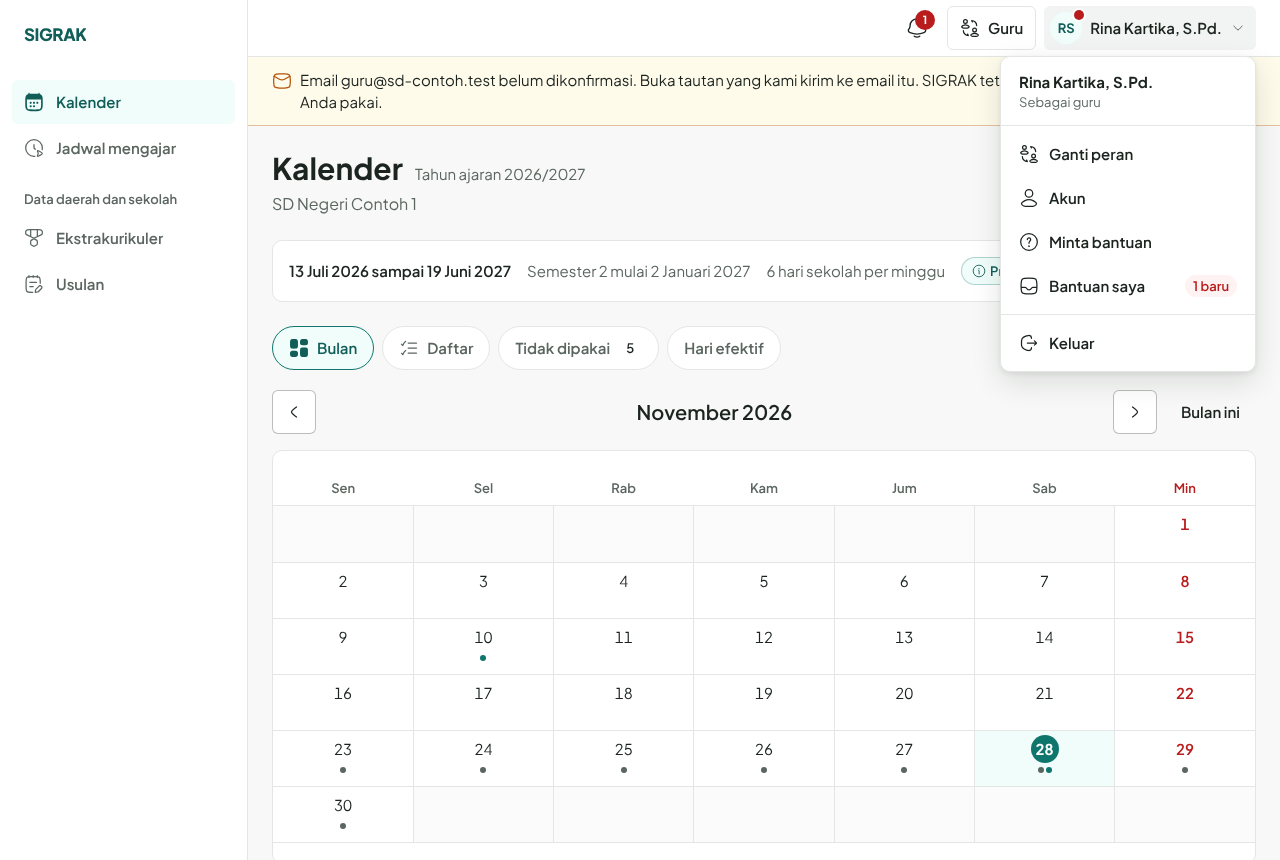 SIGRAK
1
Guru
RS
Rina Kartika, S.Pd.
Kalender
Jadwal mengajar
Data daerah dan sekolah
Ekstrakurikuler
Usulan
Email guru@sd-contoh.test belum dikonfirmasi. Buka tautan yang kami kirim ke email itu. SIGRAK tet
Anda pakai.
Rina Kartika, S.Pd.
Sebagai guru
Ganti peran
Akun
Minta bantuan
Bantuan saya 1 baru
Keluar
Kalender Tahun ajaran 2026/2027
SD Negeri Contoh 1
13 Juli 2026 sampai 19 Juni 2027 Semester 2 mulai 2 Januari 2027 6 hari sekolah per minggu
Bulan Daftar Tidak dipakai 5 Hari efektif
November 2026 Bulan ini
Sen Sel Rab Kam Jum Sab Min
1
2 3 4 5 6 7 8
9 10 11 12 13 14 15
16 17 18 19 20 21 22
23 24 25 26 27 28 29
30